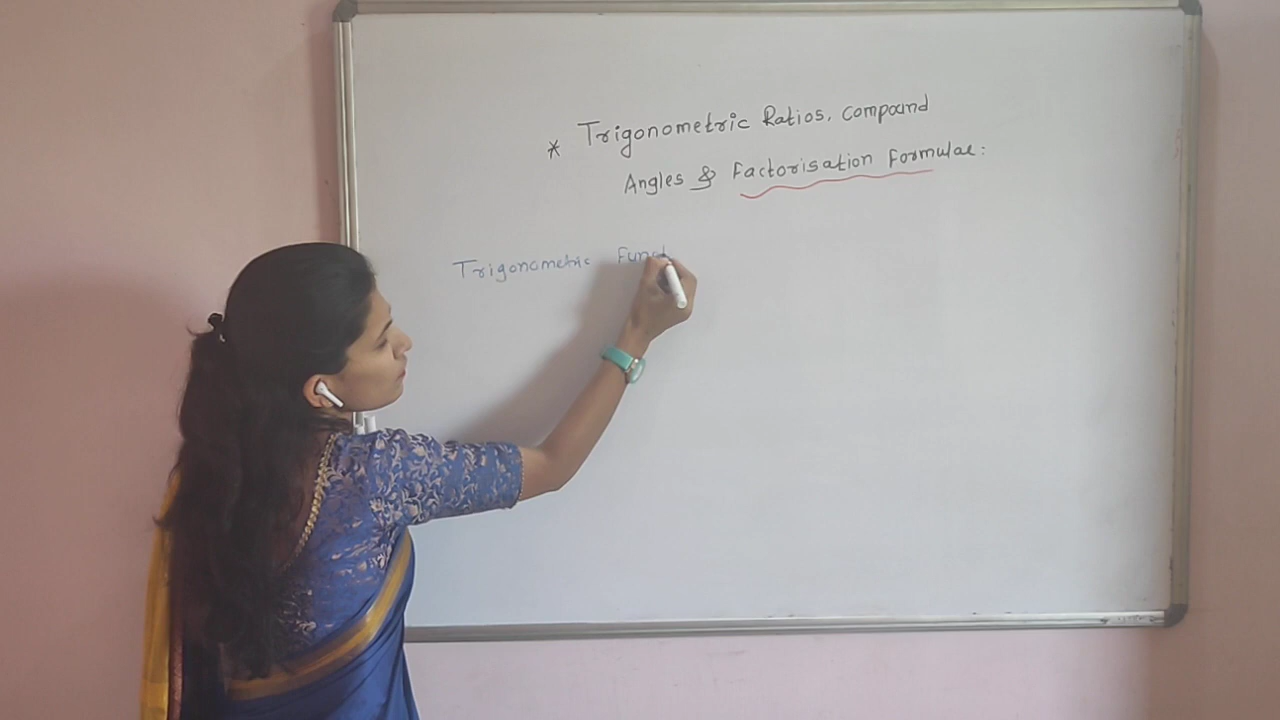 * Trigonometric Ratios, compound
Angles & Factorisation Formulae:
Trigonometric Funct